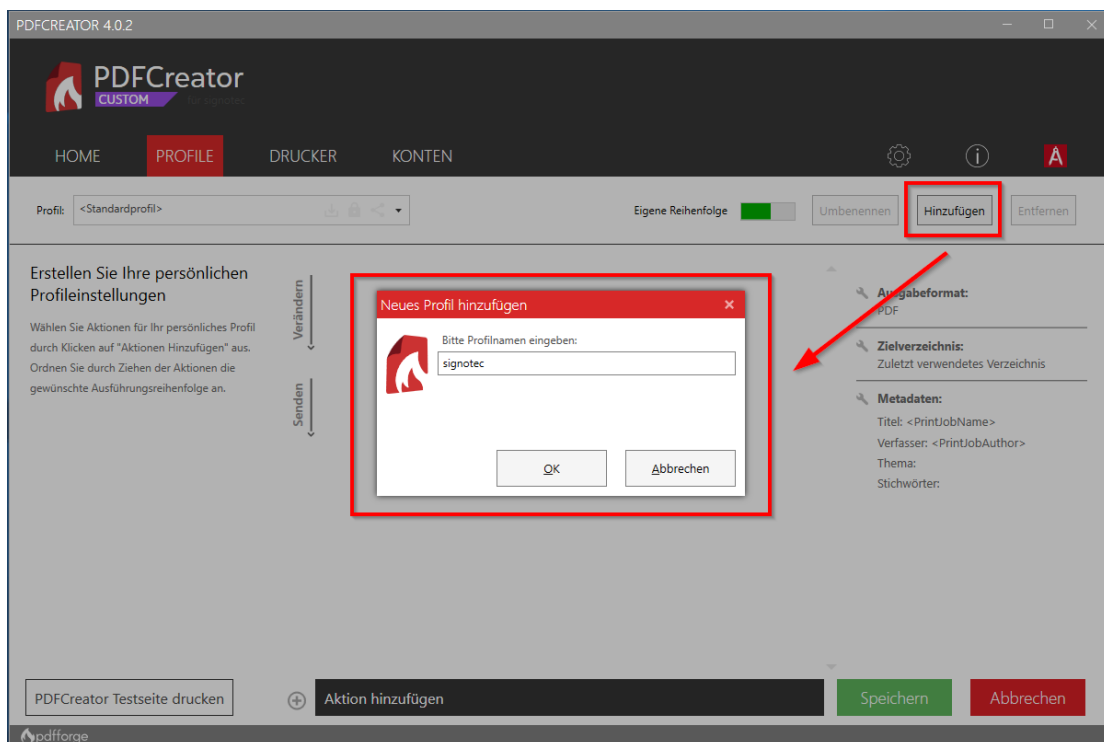 PDFCREATOR 4.0.2
PDFCreator
CUSTOM
für signotec
HOME PROFILE DRUCKER KONTEN
Profil: <Standardprofil>
Eigene Reihenfolge
Umbenennen
Hinzufügen
Entfernen
Erstellen Sie Ihre persönlichen
Profileinstellungen
Wählen Sie Aktionen für Ihr persönliches Profil
durch Klicken auf "Aktionen Hinzufügen" aus.
Ordnen Sie durch Ziehen der Aktionen die
gewünschte Ausführungsreihenfolge an.
Verändern
Senden
Neues Profil hinzufügen
Bitte Profilnamen eingeben:
signotec
OK
Abbrechen
Ausgabeformat:
PDF
Zielverzeichnis:
Zuletzt verwendetes Verzeichnis
Metadaten:
Titel: <PrintJobName>
Verfasser: <PrintJobAuthor>
Thema:
Stichwörter:
PDFCreator Testseite drucken
Aktion hinzufügen
Speichern
Abbrechen
pdfforge